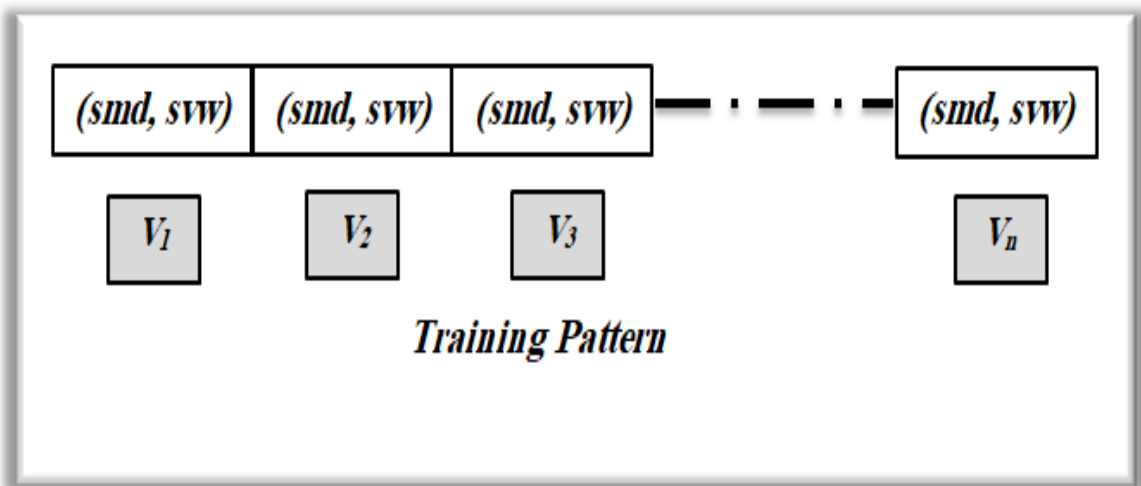 (smd, svw) (smd, svw) (smd, svw) (smd, svw)
V1 V2 V3 Vn
Training Pattern